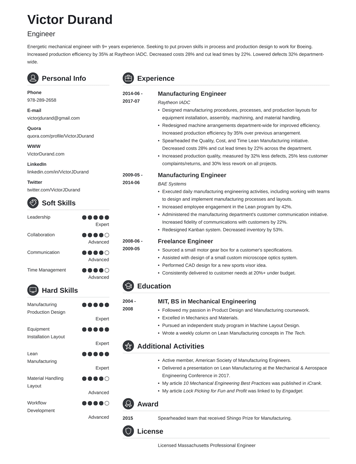 Victor Durand
Engineer
Energetic mechanical engineer with 9+ years experience. Seeking to put proven skills in process and production design to work for Boeing.
Increased production efficiency by 35% at Raytheon IADC. Decreased costs 28% and cut lead times by 22%. Lowered defects 32% department-
wide.
Personal Info
Phone
978-289-2658
E-mail
victorjdurand@gmail.com
Quora
quora.com/profile/VictorJDurand
WWW
VictorDurand.com
LinkedIn
linkedin.com/in/VictorJDurand
Twitter
twitter.com/VictorJDurand
Soft Skills
Leadership
Expert
Collaboration
Advanced
Communication
Advanced
Time Management
Advanced
Hard Skills
Manufacturing
Production Design
Expert
Equipment
Installation Layout
Expert
Lean
Manufacturing
Expert
Material Handling
Layout
Advanced
Workflow
Development
Advanced
Experience
2014-06 -
2017-07
Manufacturing Engineer
Raytheon IADC
• Designed manufacturing procedures, processes, and production layouts for
equipment installation, assembly, machining, and material handling.
• Redesigned machine arrangements department-wide for improved efficiency.
Increased production efficiency by 35% over previous arrangement.
• Spearheaded the Quality, Cost, and Time Lean Manufacturing initiative.
Decreased costs 28% and cut lead times by 22% across the department.
• Increased production quality, measured by 32% less defects, 25% less customer
complaints/returns, and 30% less rework on all projects.
2009-05 -
2014-06
Manufacturing Engineer
BAE Systems
• Executed daily manufacturing engineering activities, including working with teams
to design and implement manufacturing processes and layouts.
• Increased employee engagement in the Lean program by 42%.
• Administered the manufacturing department's customer communication initiative.
Increased fidelity of communications with customers by 22%.
• Redesigned Kanban system. Decreased inventory by 53%.
2008-06 -
2009-05
Freelance Engineer
• Sourced a small motor gear box for a customer's specifications.
• Assisted with design of a small custom microscope optics system.
• Performed CAD design for a new sports visor idea.
• Consistently delivered to customer needs at 20%+ under budget.
Education
2004 -
2008
MIT, BS in Mechanical Engineering
• Followed my passion in Product Design and Manufacturing coursework.
• Excelled in Mechanics and Materials.
• Pursued an independent study program in Machine Layout Design.
• Wrote a weekly column on Lean Manufacturing concepts in The Tech.
Additional Activities
• Active member, American Society of Manufacturing Engineers.
• Delivered a presentation on Lean Manufacturing at the Mechanical & Aerospace
Engineering Conference in 2017.
• My article 10 Mechanical Engineering Best Practices was published in iCrank.
• My article Lock Picking for Fun and Profit was linked to by Engadget.
Award
2015
Spearheaded team that received Shingo Prize for Manufacturing.
License
Licensed Massachusetts Professional Engineer